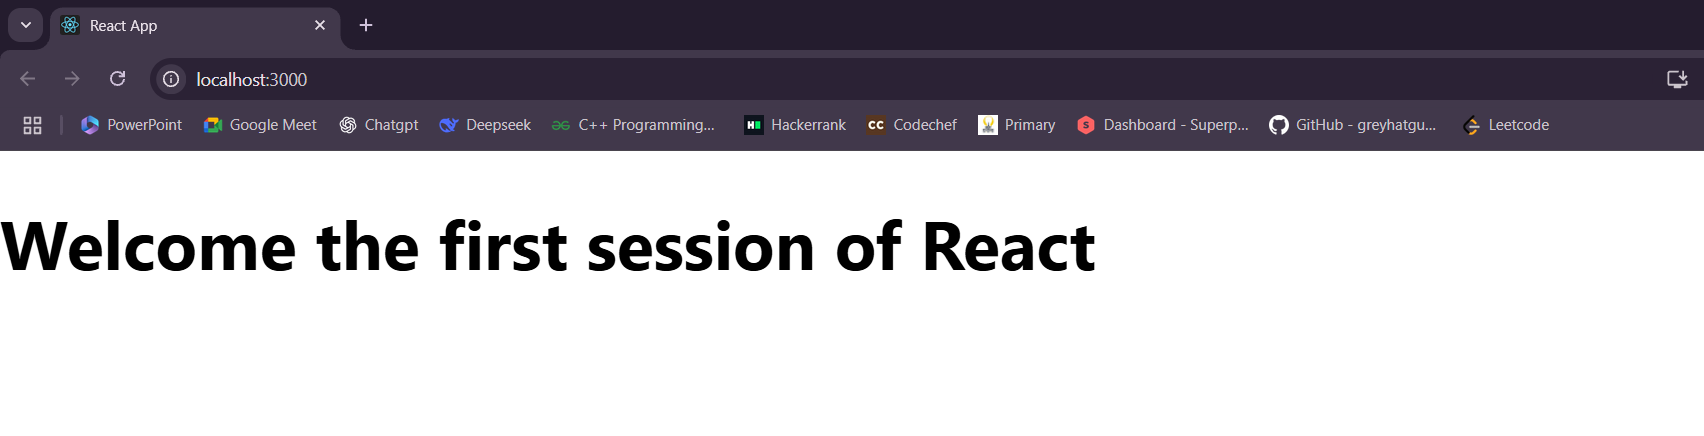 React App
localhost:3000
PowerPoint Google Meet Chatgpt Deepseek C++ Programming... Hackerrank Codechef Primary Dashboard - Superp... GitHub - greyhatgu... Leetcode
Welcome the first session of React